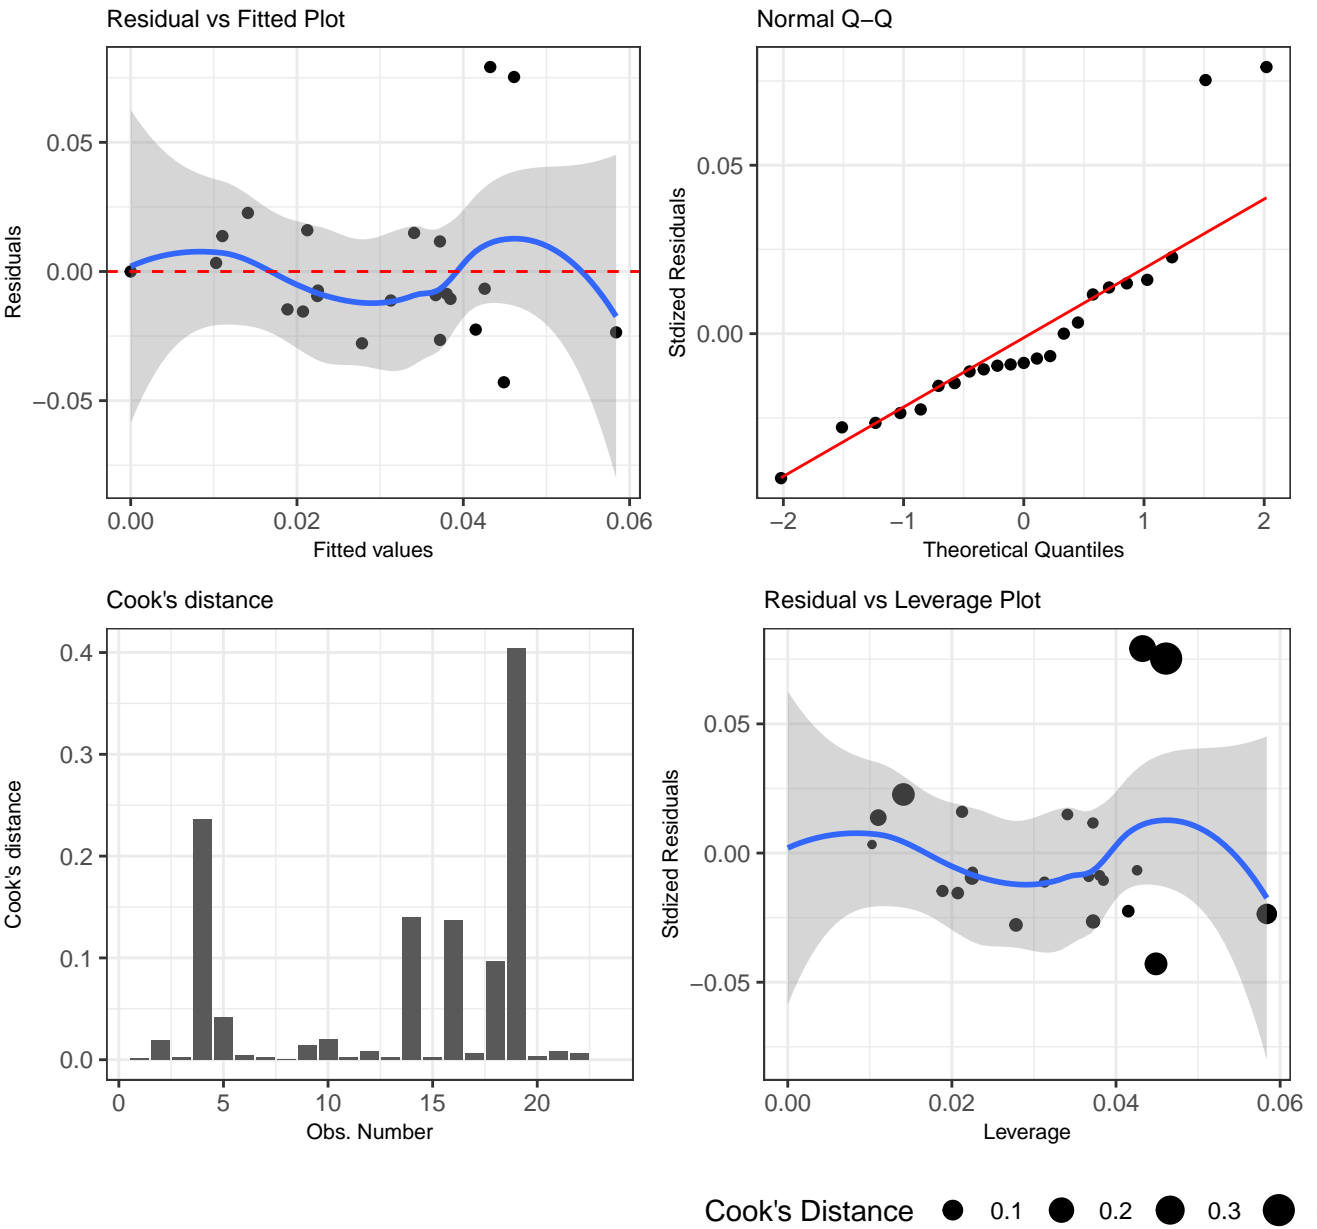 Residual vs Fitted Plot
0.05
0.00
−0.05
Residuals
0.00 0.02 0.04 0.06
Fitted values
Normal Q−Q
0.05
0.00
Stdized Residuals
−2 −1 0 1 2
Theoretical Quantiles
Cook's distance
0.4
0.3
0.2
0.1
0.0
Cook's distance
0 5 10 15 20
Obs. Number
Residual vs Leverage Plot
0.05
0.00
−0.05
Stdized Residuals
0.00 0.02 0.04 0.06
Leverage
Cook's Distance 0.1 0.2 0.3